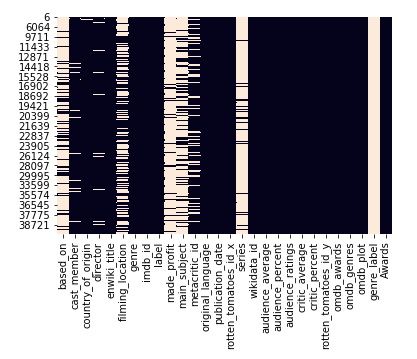 6
6064
9711
11433
12871
14418
15528
16902
18692
19421
20399
21639
22837
23905
26124
28097
29995
33599
35574
36545
37775
38721
based_on
cast_member
country_of_origin
director
enwiki_title
filming_location
genre
imdb_id
label
made_profit
main_subject
metacritic_id
original_language
publication_date
rotten_tomatoes_id_x
series
wikidata_id
audience_average
audience_percent
audience_ratings
critic_average
critic_percent
rotten_tomatoes_id_y
omdb_awards
omdb_genres
omdb_plot
genre_label
Awards